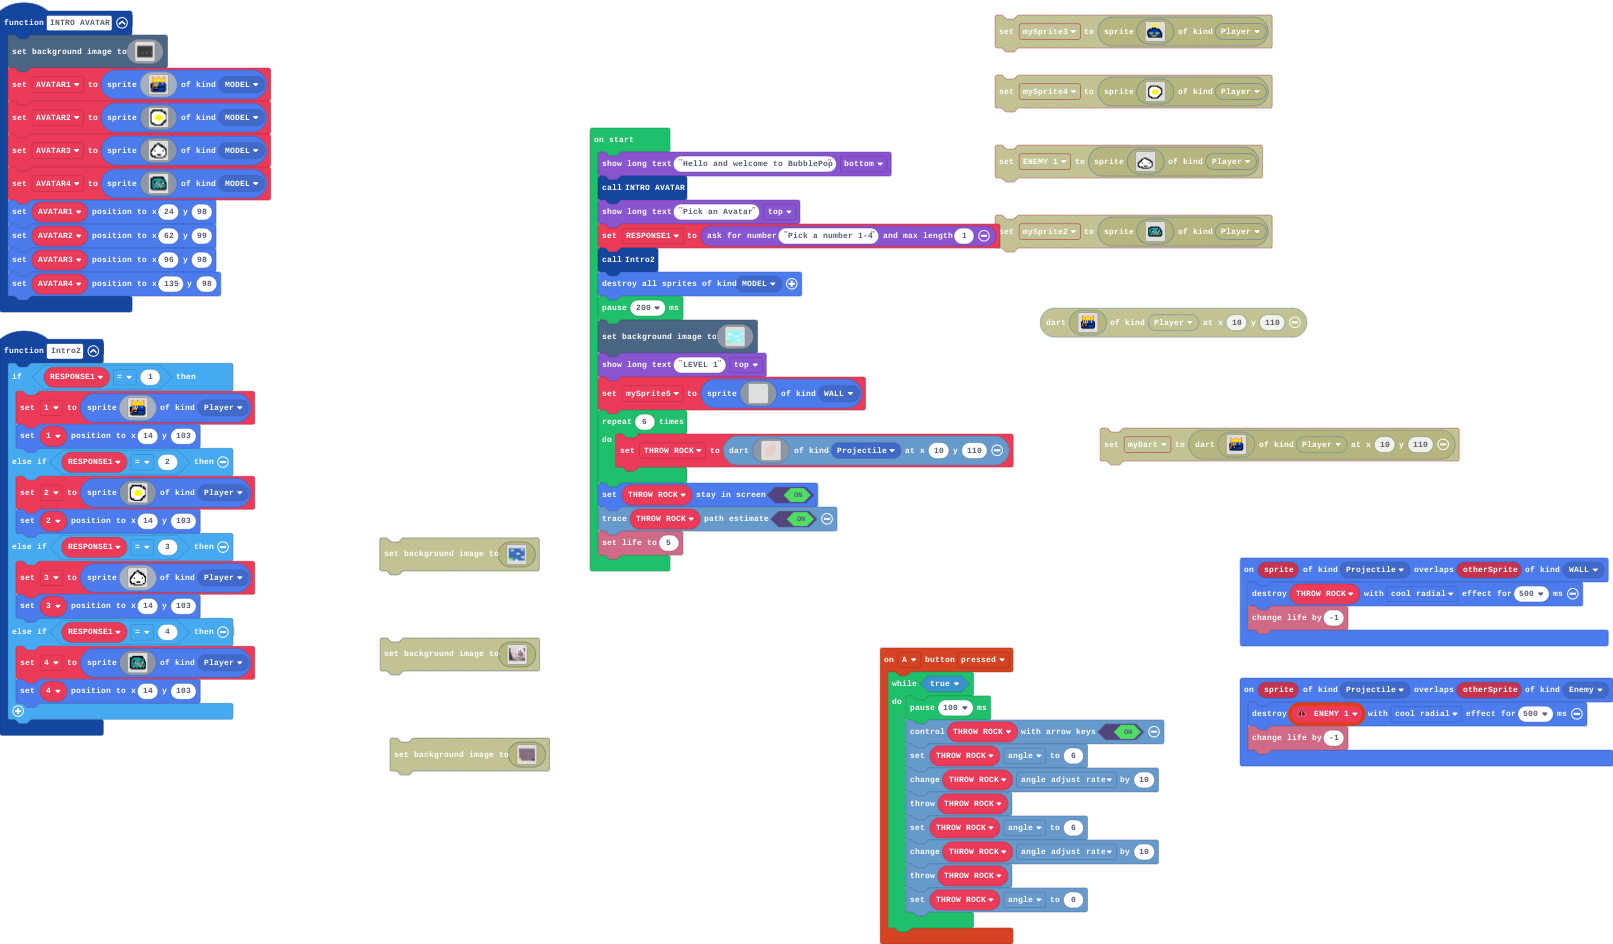 function INTRO AVATAR
set background image to
set AVATAR1 to sprite of kind MODEL
set AVATAR2 to sprite of kind MODEL
set AVATAR3 to sprite of kind MODEL
set AVATAR4 to sprite of kind MODEL
set AVATAR1 position to x 24 y 98
set AVATAR2 position to x 62 y 99
set AVATAR3 position to x 96 y 98
set AVATAR4 position to x 135 y 98
function Intro2
if RESPONSE1 = 1 then
set 1 to sprite of kind Player
set 1 position to x 14 y 103
else if RESPONSE1 = 2 then
set 2 to sprite of kind Player
set 2 position to x 14 y 103
else if RESPONSE1 = 3 then
set 3 to sprite of kind Player
set 3 position to x 14 y 103
else if RESPONSE1 = 4 then
set 4 to sprite of kind Player
set 4 position to x 14 y 103
set background image to
set background image to
set background image to
on start
show long text "Hello and welcome to BubblePop" bottom
call INTRO AVATAR
show long text "Pick an Avatar" top
set RESPONSE1 to ask for number "Pick a number 1-4" and max length 1
call Intro2
destroy all sprites of kind MODEL
pause 200 ms
set background image to
show long text "LEVEL 1" top
set mySprite5 to sprite of kind WALL
repeat 6 times
do
set THROW ROCK to dart of kind Projectile at x 10 y 110
set THROW ROCK stay in screen ON
trace THROW ROCK path estimate ON
set life to 5
set mySprite3 to sprite of kind Player
set mySprite4 to sprite of kind Player
set ENEMY 1 to sprite of kind Player
set mySprite2 to sprite of kind Player
dart of kind Player at x 10 y 110
set myDart to dart of kind Player at x 10 y 110
on A button pressed
while true
do
pause 100 ms
control THROW ROCK with arrow keys ON
set THROW ROCK angle to 6
change THROW ROCK angle adjust rate by 10
throw THROW ROCK
set THROW ROCK angle to 6
change THROW ROCK angle adjust rate by 10
throw THROW ROCK
set THROW ROCK angle to 0
on sprite of kind Projectile overlaps otherSprite of kind WALL
destroy THROW ROCK with cool radial effect for 500 ms
change life by -1
on sprite of kind Projectile overlaps otherSprite of kind Enemy
destroy ENEMY 1 with cool radial effect for 500 ms
change life by -1